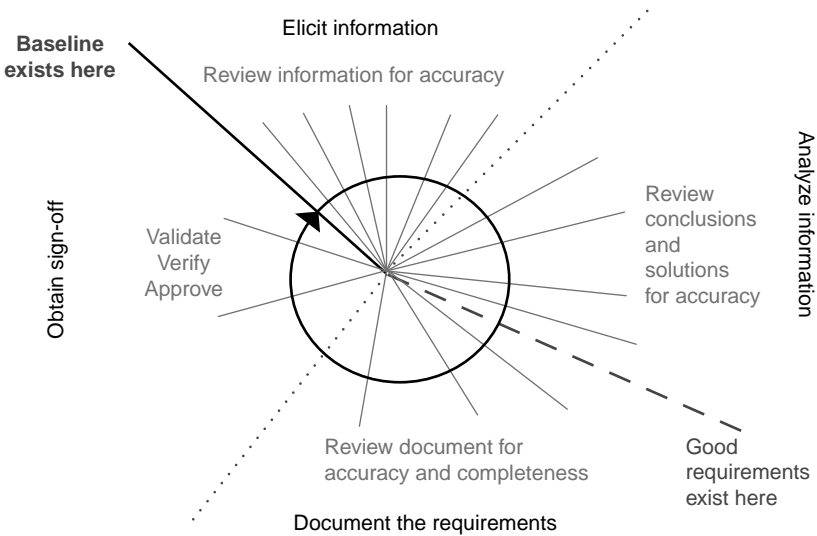 Elicit information
Baseline
exists here
Review information for accuracy
Analyze information
Review
conclusions
and
solutions
for accuracy
Obtain sign-off
Validate
Verify
Approve
Good
requirements
exist here
Review document for
accuracy and completeness
Document the requirements